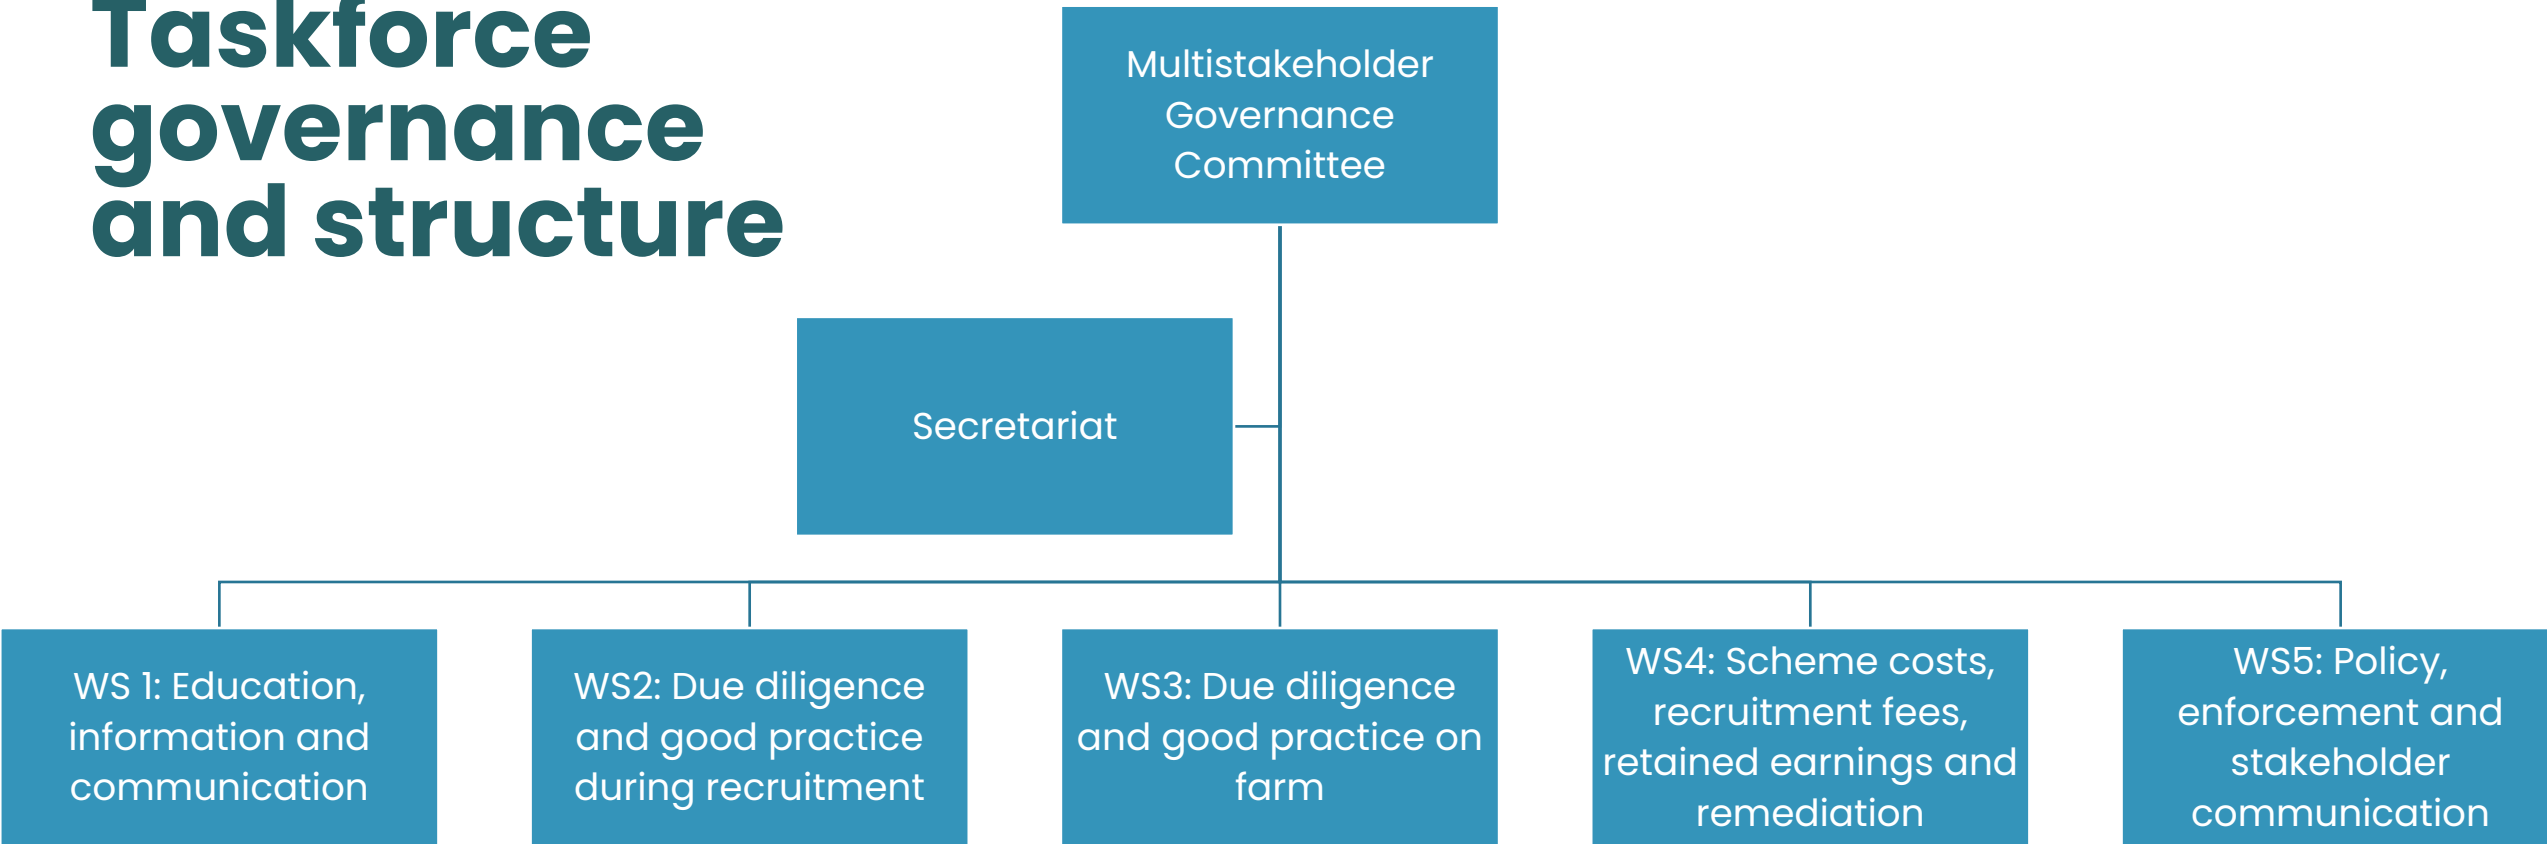 Taskforce
governance
and structure
Multistakeholder
Governance
Committee
Secretariat
WS 1: Education,
information and
communication
WS2: Due diligence
and good practice
during recruitment
WS3: Due diligence
and good practice on
farm
WS4: Scheme costs,
recruitment fees,
retained earnings and
remediation
WS5: Policy,
enforcement and
stakeholder
communication